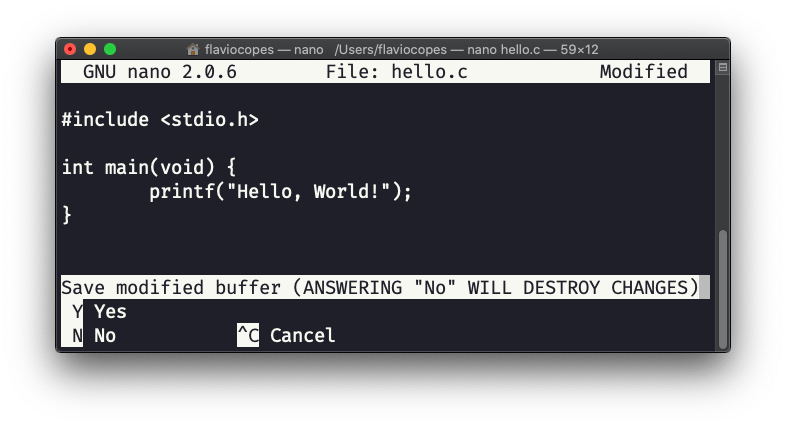 flaviocopes — nano   /Users/flaviocopes — nano hello.c — 59×12
GNU nano 2.0.6        File: hello.c            Modified
#include <stdio.h>
int main(void) {
        printf("Hello, World!");
}
Save modified buffer (ANSWERING "No" WILL DESTROY CHANGES)
Y Yes
N No           ^C Cancel